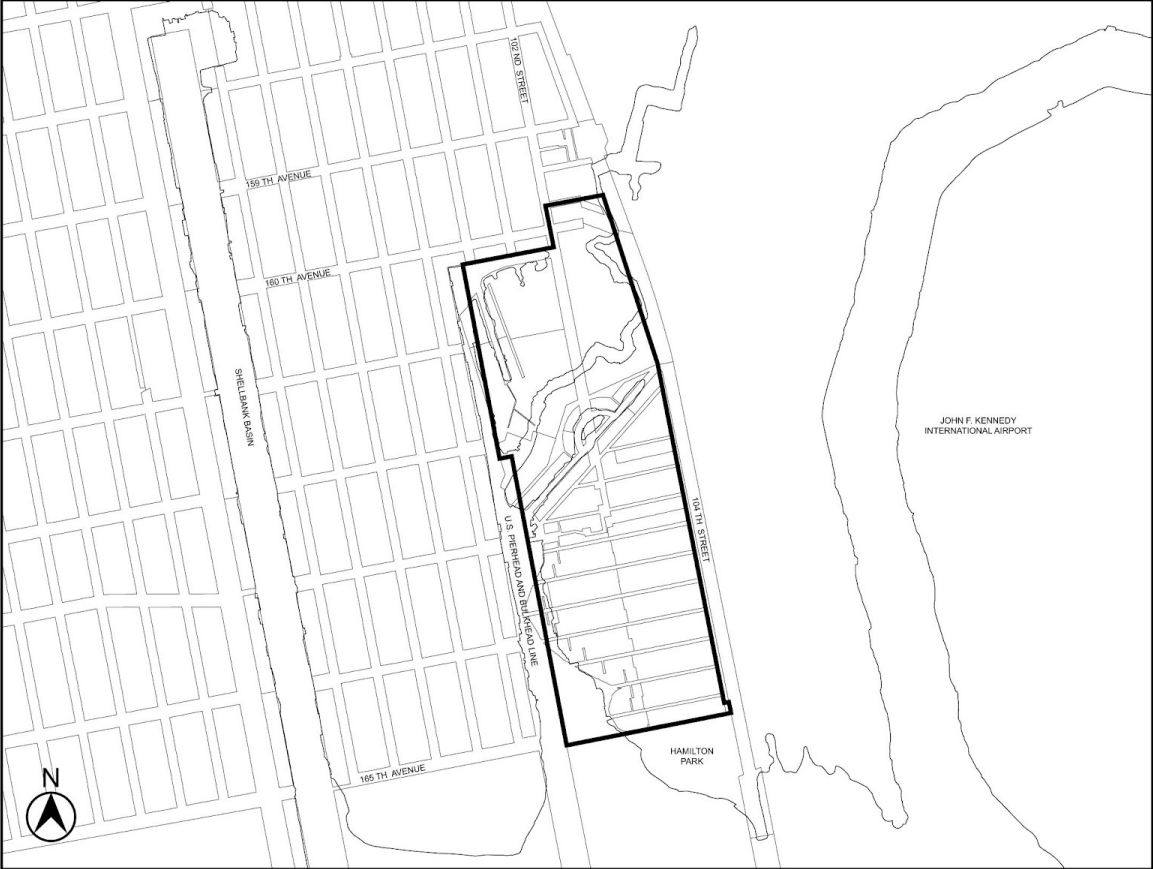 102 ND STREET
159 TH AVENUE
160 TH AVENUE
SHELLBANK BASIN
JOHN F. KENNEDY
INTERNATIONAL AIRPORT
104 TH STREET
U.S. PIERHEAD AND BULKHEAD LINE
HAMILTON
PARK
165 TH AVENUE
N